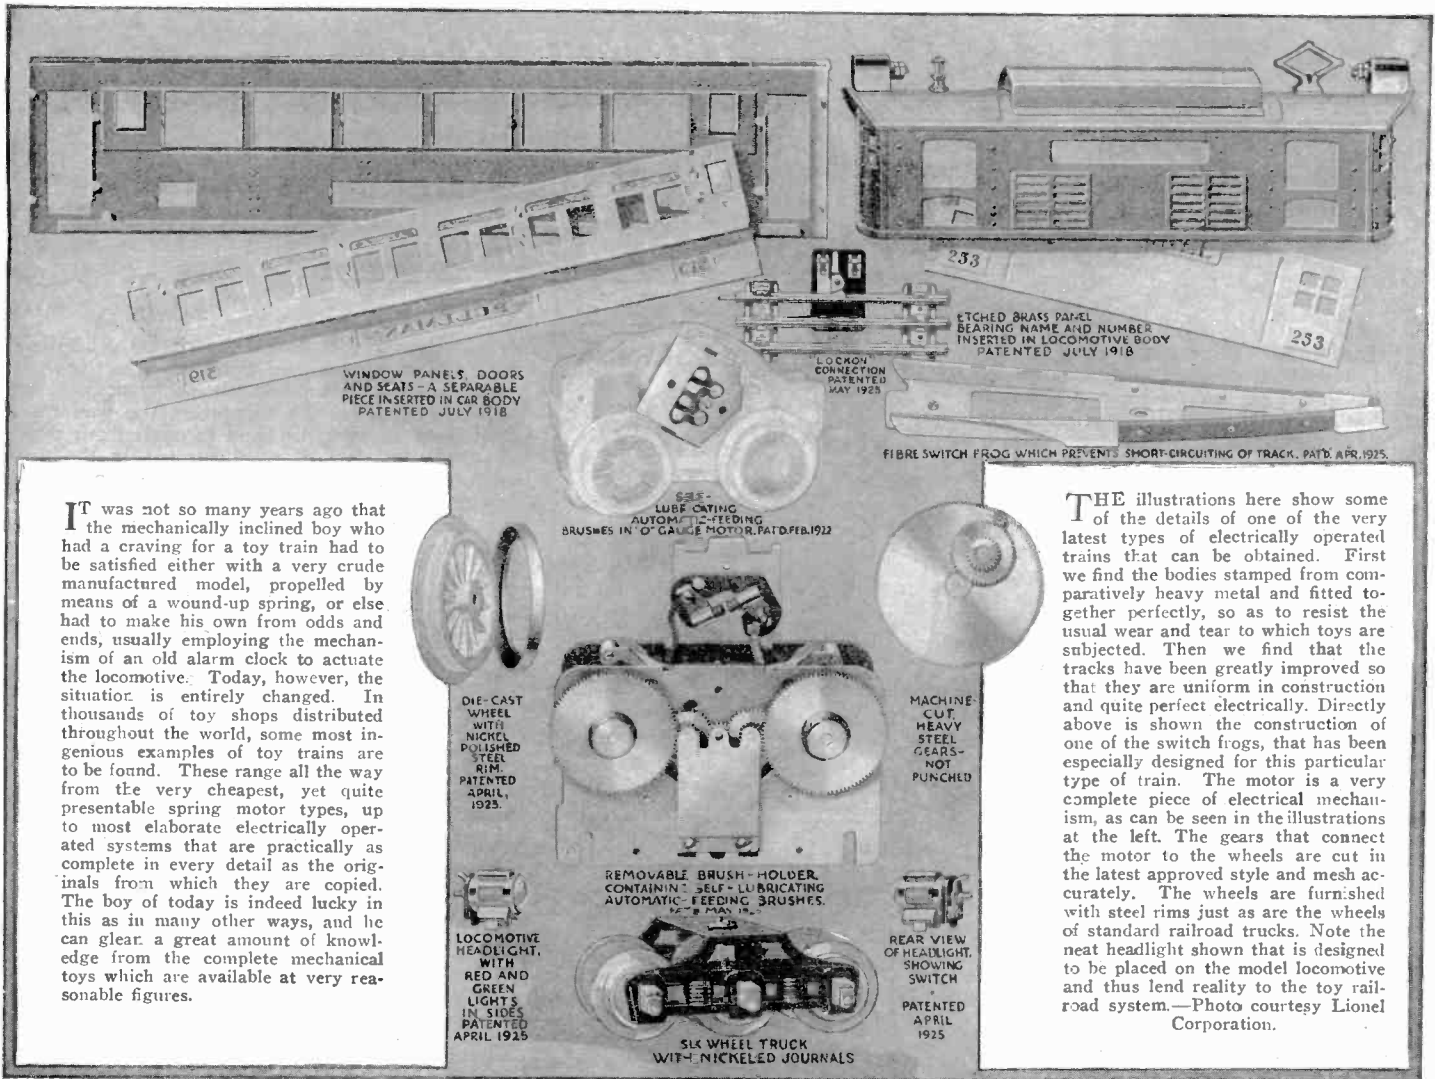 253
253
319
PULLMAN
319
WINDOW PANELS, DOORS
AND SEATS - A SEPARABLE
PIECE INSERTED IN CAR BODY
PATENTED JULY 1918
ETCHED BRASS PANEL
BEARING NAME AND NUMBER
INSERTED IN LOCOMOTIVE BODY
PATENTED JULY 1918
LOCKON
CONNECTION
PATENTED
MAY 1925
FIBRE SWITCH FROG WHICH PREVENTS SHORT-CIRCUITING OF TRACK. PAT'D. APR. 1925.
SELF-
LUBRICATING
AUTOMATIC-FEEDING
BRUSHES IN "O" GAUGE MOTOR. PAT'D. FEB. 1922
IT was not so many years ago that
the mechanically inclined boy who
had a craving for a toy train had to
be satisfied either with a very crude
manufactured model, propelled by
means of a wound-up spring, or else
had to make his own from odds and
ends, usually employing the mechan-
ism of an old alarm clock to actuate
the locomotive. Today, however, the
situation is entirely changed. In
thousands of toy shops distributed
throughout the world, some most in-
genious examples of toy trains are
to be found. These range all the way
from the very cheapest, yet quite
presentable spring motor types, up
to most elaborate electrically oper-
ated systems that are practically as
complete in every detail as the orig-
inals from which they are copied.
The boy of today is indeed lucky in
this as in many other ways, and he
can glean a great amount of knowl-
edge from the complete mechanical
toys which are available at very rea-
sonable figures.
DIE-CAST
WHEEL
WITH
NICKEL
POLISHED
STEEL
RIM.
PATENTED
APRIL,
1925.
MACHINE-
CUT
HEAVY
STEEL
GEARS-
NOT
PUNCHED
REMOVABLE BRUSH-HOLDER,
CONTAINING SELF-LUBRICATING
AUTOMATIC-FEEDING BRUSHES.
LOCOMOTIVE
HEADLIGHT,
WITH
RED AND
GREEN
LIGHTS
IN SIDES
PATENTED
APRIL 1925
REAR VIEW
OF HEADLIGHT,
SHOWING
SWITCH
PATENTED
APRIL
1925
SIX WHEEL TRUCK
WITH NICKELED JOURNALS
THE illustrations here show some
of the details of one of the very
latest types of electrically operated
trains that can be obtained. First
we find the bodies stamped from com-
paratively heavy metal and fitted to-
gether perfectly, so as to resist the
usual wear and tear to which toys are
subjected. Then we find that the
tracks have been greatly improved so
that they are uniform in construction
and quite perfect electrically. Directly
above is shown the construction of
one of the switch frogs, that has been
especially designed for this particular
type of train. The motor is a very
complete piece of electrical mechan-
ism, as can be seen in the illustrations
at the left. The gears that connect
the motor to the wheels are cut in
the latest approved style and mesh ac-
curately. The wheels are furnished
with steel rims just as are the wheels
of standard railroad trucks. Note the
neat headlight shown that is designed
to be placed on the model locomotive
and thus lend reality to the toy rail-
road system.—Photo courtesy Lionel
Corporation.